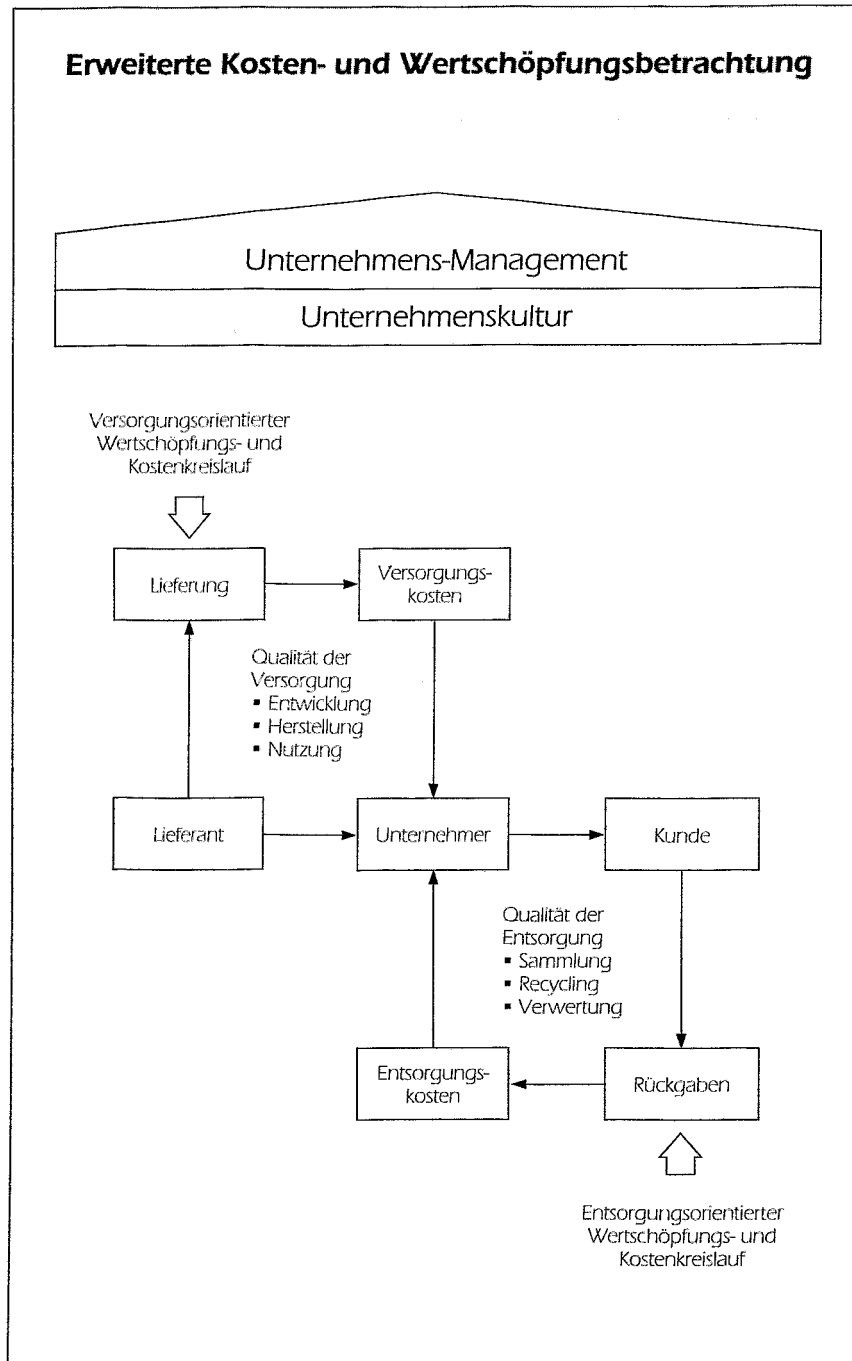 Erweiterte Kosten- und Wertschöpfungsbetrachtung
Unternehmens-Management
Unternehmenskultur
Versorgungsorientierter
Wertschöpfungs- und
Kostenkreislauf
Lieferung
Versorgungs-
kosten
Qualität der
Versorgung
▪ Entwicklung
▪ Herstellung
▪ Nutzung
Lieferant
Unternehmer
Kunde
Qualität der
Entsorgung
▪ Sammlung
▪ Recycling
▪ Verwertung
Entsorgungs-
kosten
Rückgaben
Entsorgungsorientierter
Wertschöpfungs- und
Kostenkreislauf